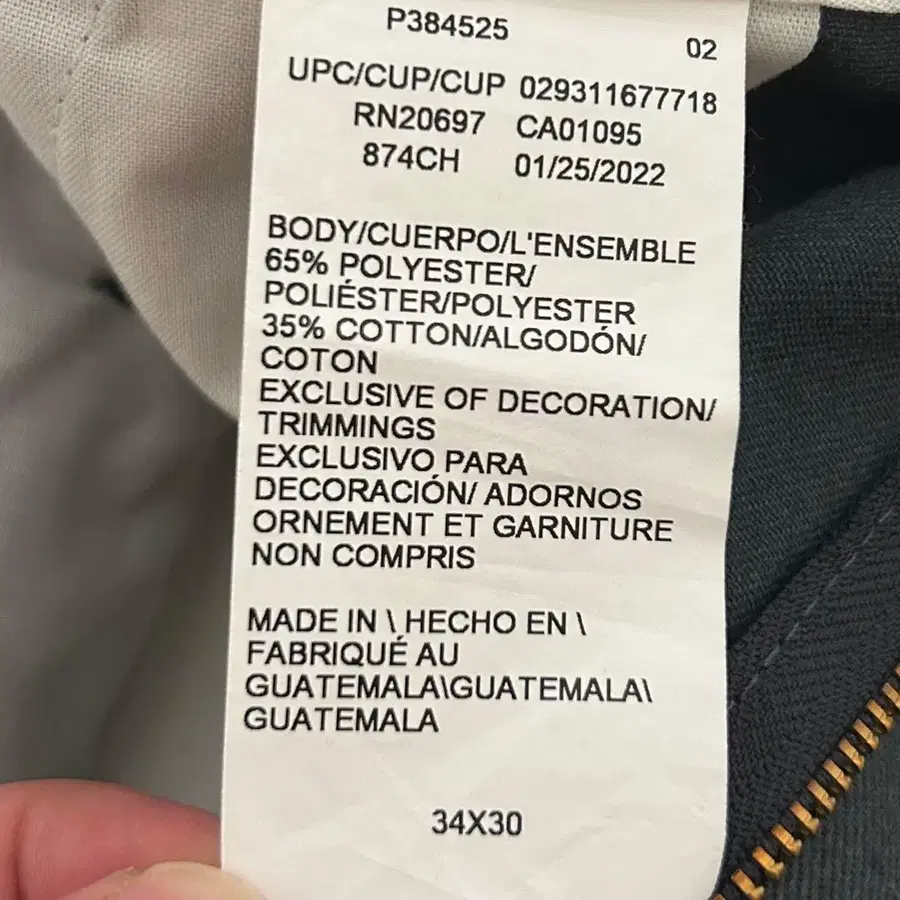 P384525
02
UPC/CUP/CUP 029311677718
RN20697 CA01095
874CH 01/25/2022
BODY/CUERPO/L'ENSEMBLE
65% POLYESTER/
POLIÉSTER/POLYESTER
35% COTTON/ALGODÓN/
COTON
EXCLUSIVE OF DECORATION/
TRIMMINGS
EXCLUSIVO PARA
DECORACIÓN/ ADORNOS
ORNEMENT ET GARNITURE
NON COMPRIS
MADE IN \ HECHO EN \
FABRIQUÉ AU
GUATEMALA\GUATEMALA\
GUATEMALA
34X30